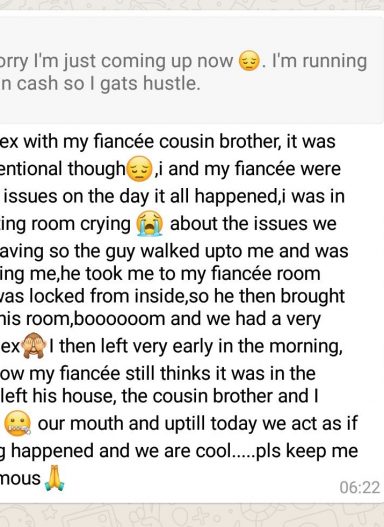 orry I'm just coming up now 😔. I'm running
n cash so I gats hustle.
ex with my fiancée cousin brother, it was
entional though😔,i and my fiancée were
issues on the day it all happened,i was in
ting room crying 😭 about the issues we
aving so the guy walked upto me and was
ing me,he took me to my fiancée room
was locked from inside,so he then brought
his room,boooooom and we had a very
ex🙈I then left very early in the morning,
ow my fiancée still thinks it was in the
left his house, the cousin brother and I
🤐 our mouth and uptill today we act as if
g happened and we are cool.....pls keep me
mous🙏
06:22